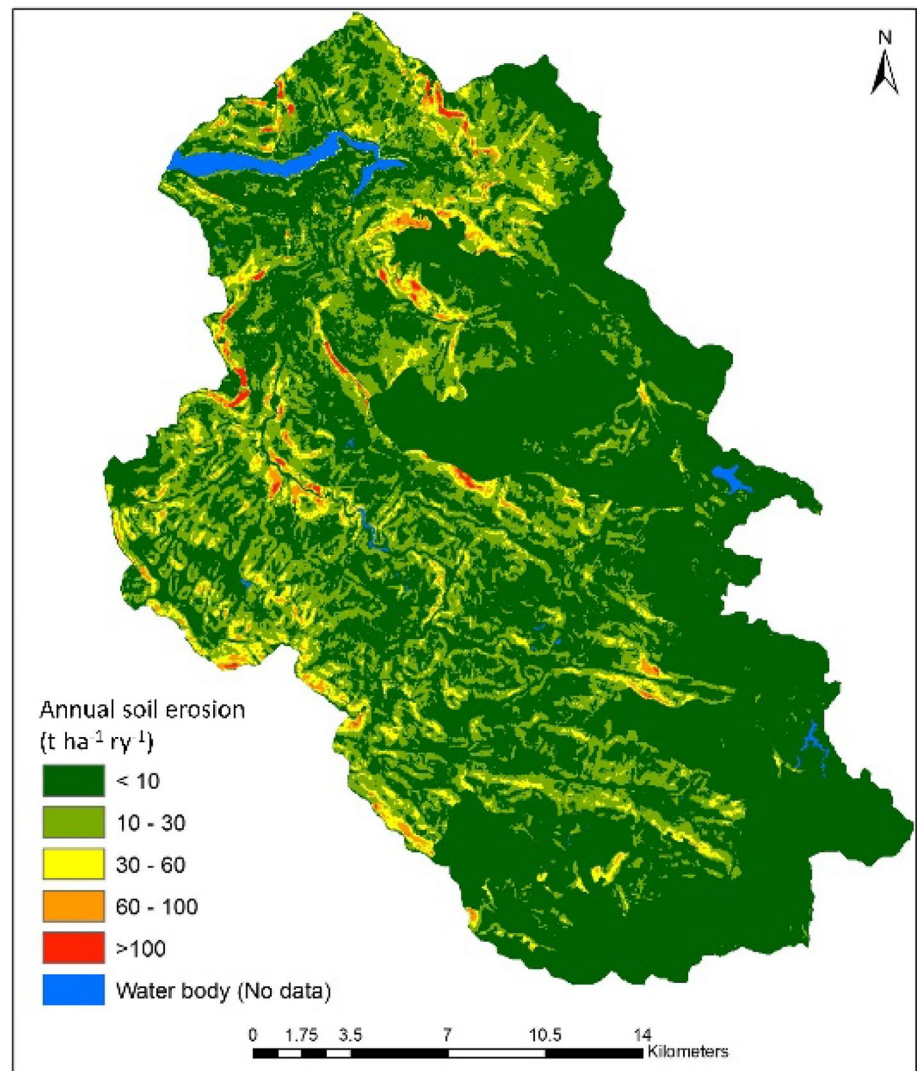 N
Annual soil erosion
(t ha⁻¹ ry⁻¹)
< 10
10 - 30
30 - 60
60 - 100
>100
Water body (No data)
0 1.75 3.5 7 10.5 14
Kilometers